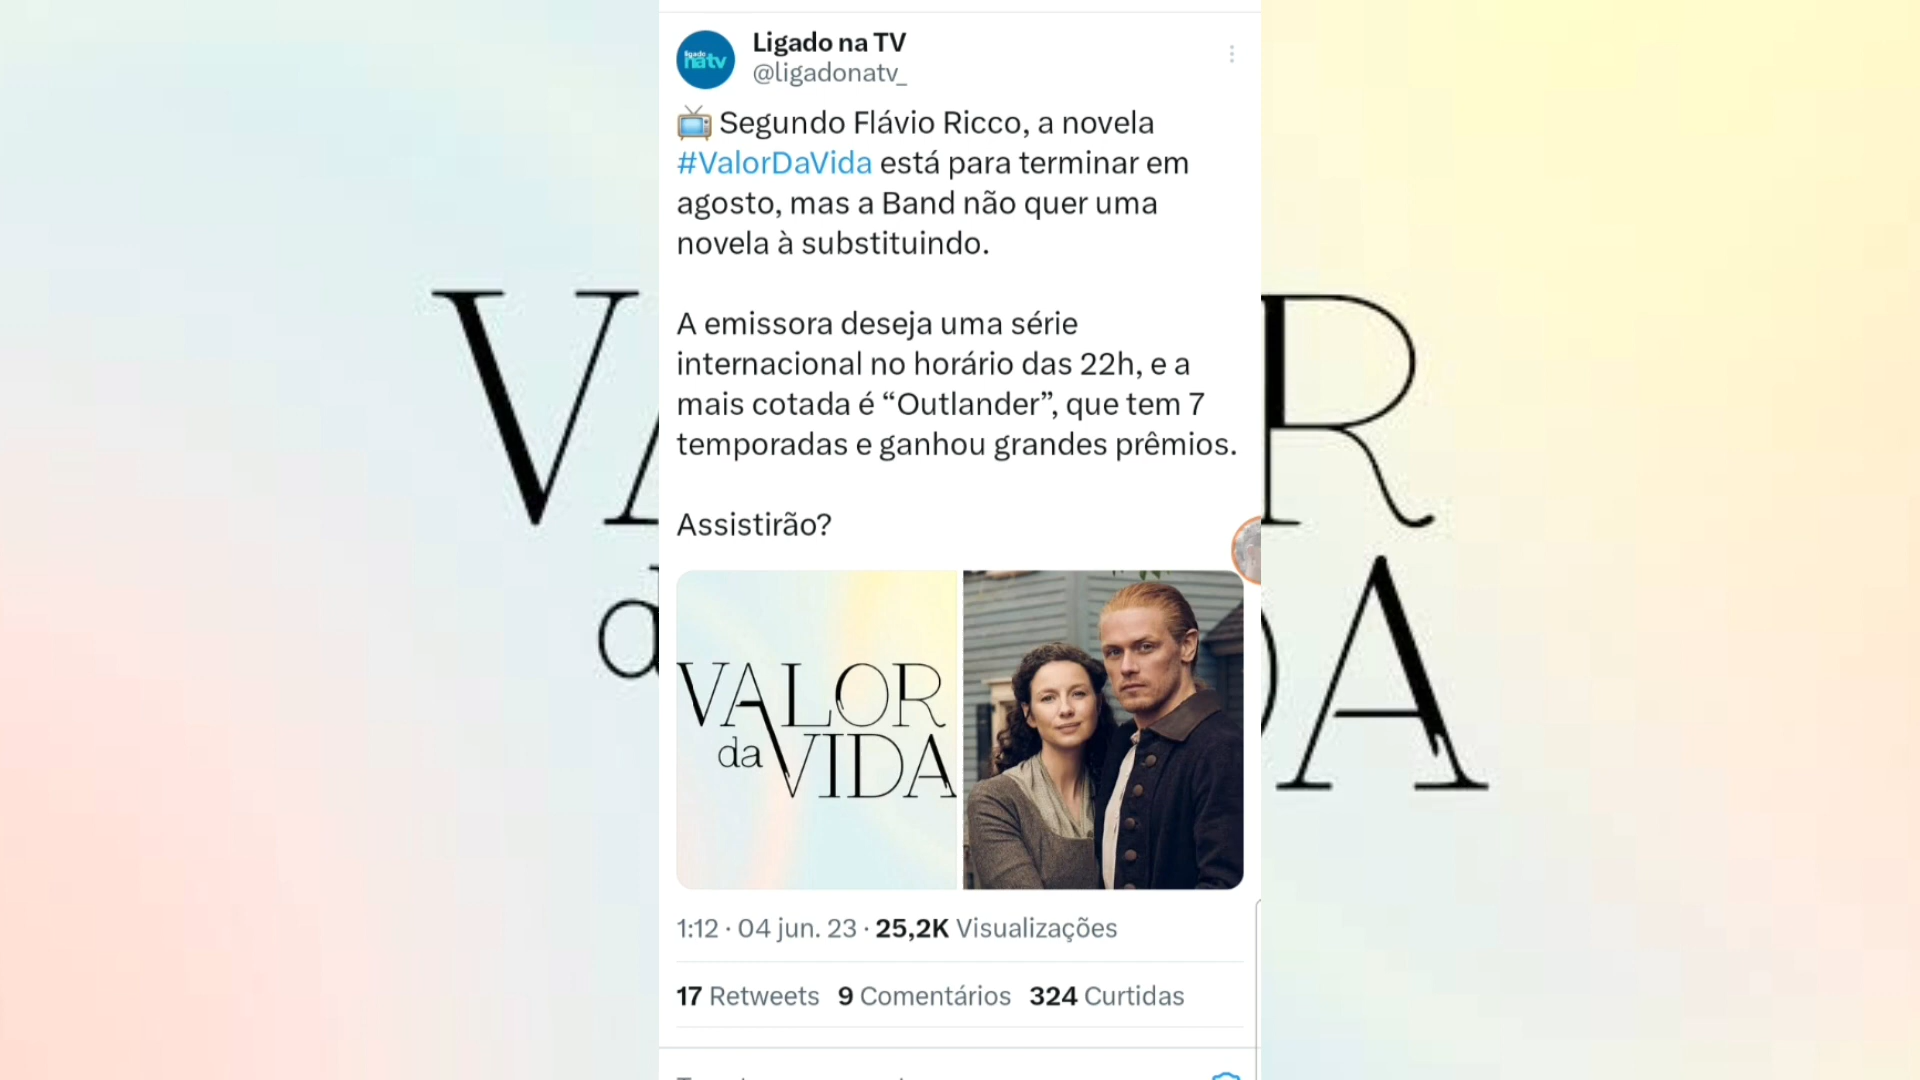 Ligado na TV
@ligadonatv_
ligado
natv
📺 Segundo Flávio Ricco, a novela
#ValorDaVida está para terminar em
agosto, mas a Band não quer uma
novela à substituindo.
A emissora deseja uma série
internacional no horário das 22h, e a
mais cotada é “Outlander”, que tem 7
temporadas e ganhou grandes prêmios.
Assistirão?
VALOR
da VIDA
1:12 · 04 jun. 23 · 25,2K Visualizações
17 Retweets 9 Comentários 324 Curtidas